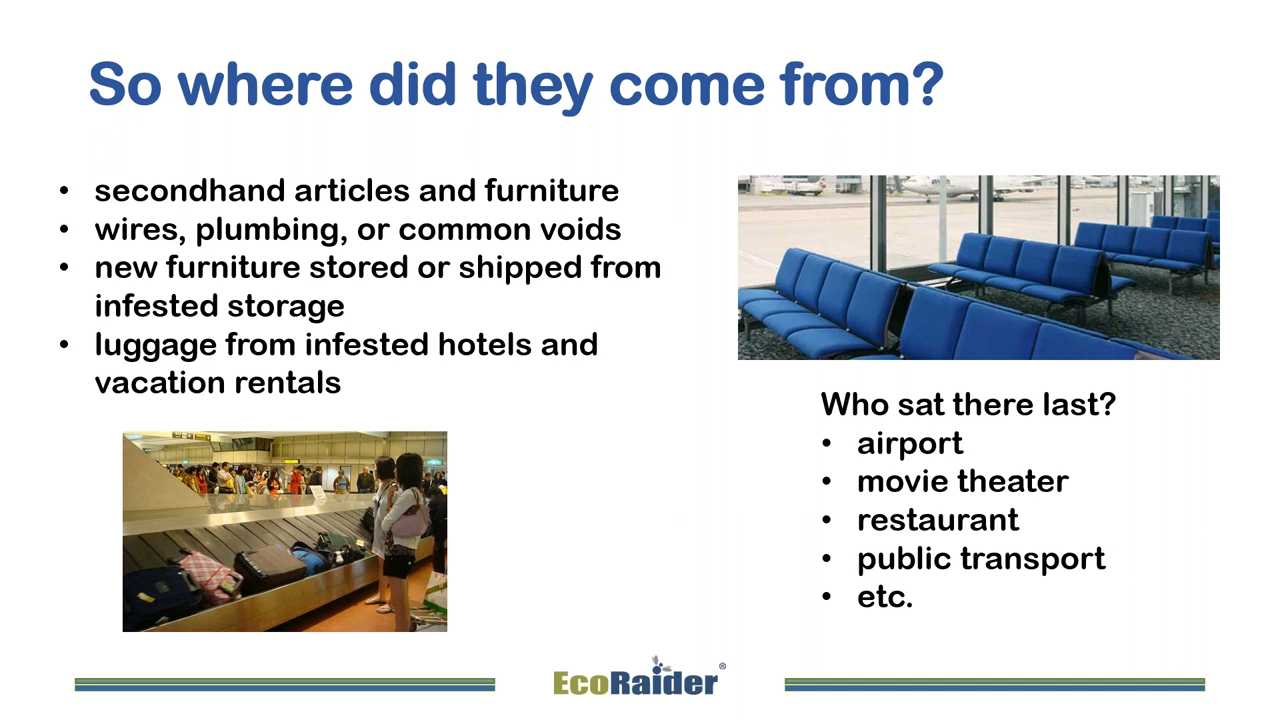 So where did they come from?
• secondhand articles and furniture
• wires, plumbing, or common voids
• new furniture stored or shipped from
infested storage
• luggage from infested hotels and
vacation rentals
Who sat there last?
• airport
• movie theater
• restaurant
• public transport
• etc.
EcoRaider®